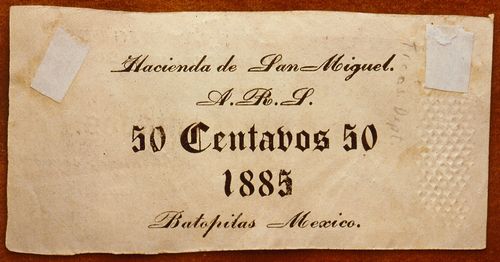 Hacienda de San Miguel.
A. R. S.
50 Centavos 50
1885
Batopilas Mexico.